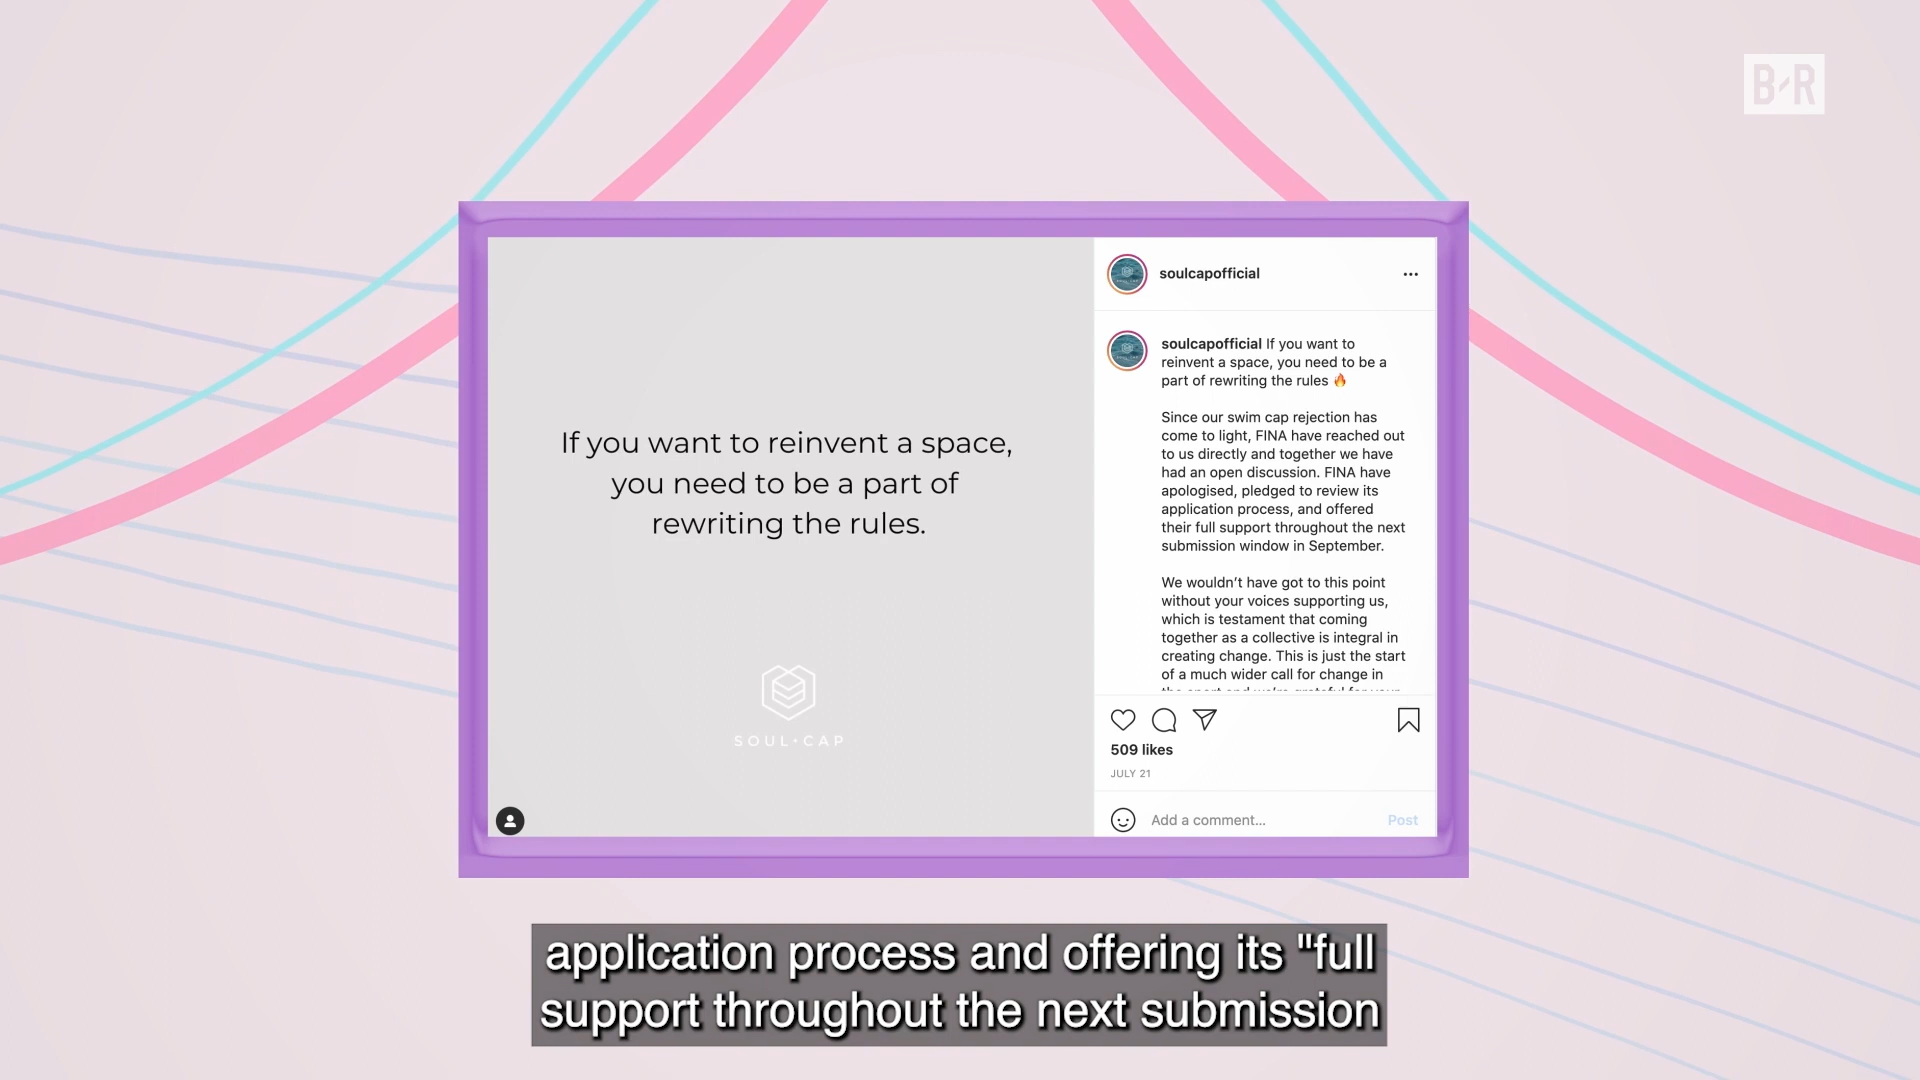 B-R
If you want to reinvent a space,
you need to be a part of
rewriting the rules.
SOUL•CAP
soulcapofficial
soulcapofficial If you want to
reinvent a space, you need to be a
part of rewriting the rules 🔥
Since our swim cap rejection has
come to light, FINA have reached out
to us directly and together we have
had an open discussion. FINA have
apologised, pledged to review its
application process, and offered
their full support throughout the next
submission window in September.
We wouldn’t have got to this point
without your voices supporting us,
which is testament that coming
together as a collective is integral in
creating change. This is just the start
of a much wider call for change in
509 likes
JULY 21
Add a comment...
Post
application process and offering its "full
support throughout the next submission